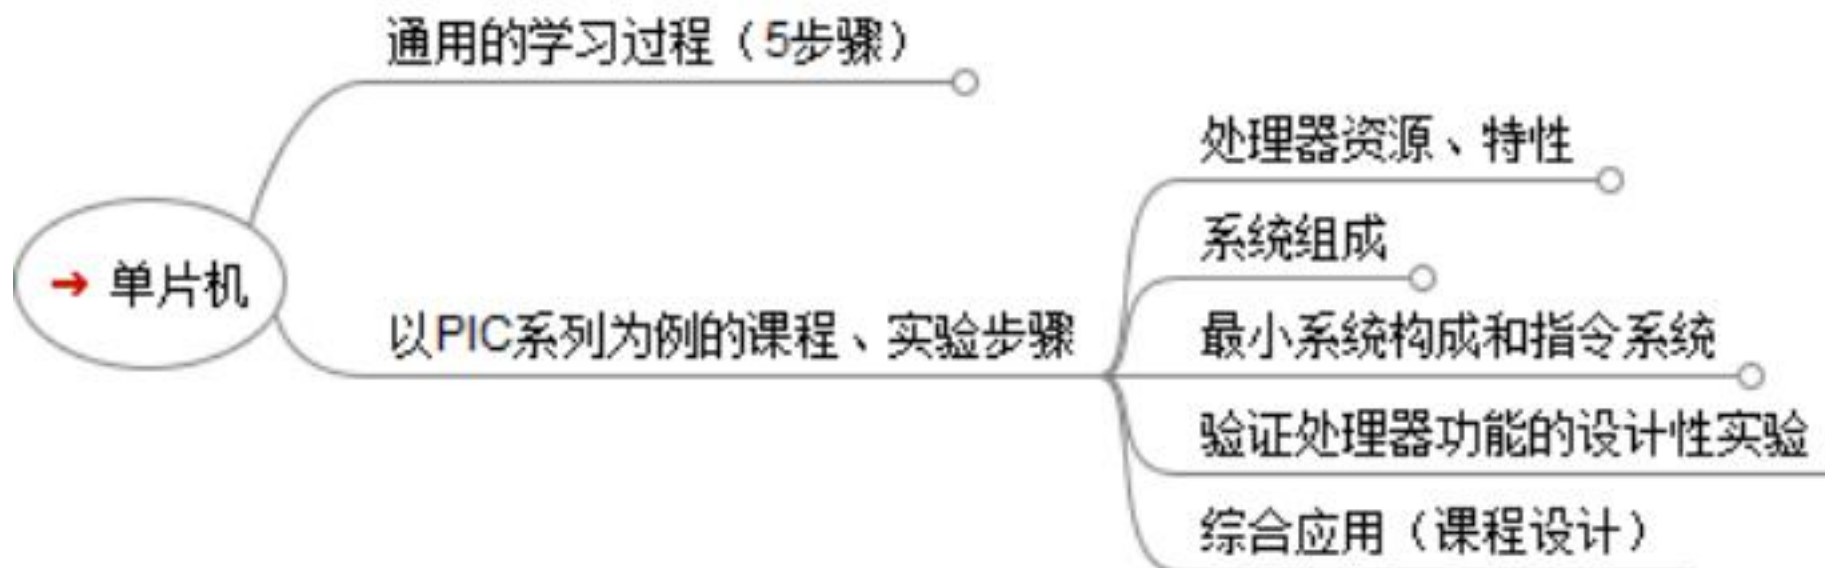 通用的学习过程（5步骤）
处理器资源、特性
系统组成
单片机
以PIC系列为例的课程、实验步骤
最小系统构成和指令系统
验证处理器功能的设计性实验
综合应用（课程设计）